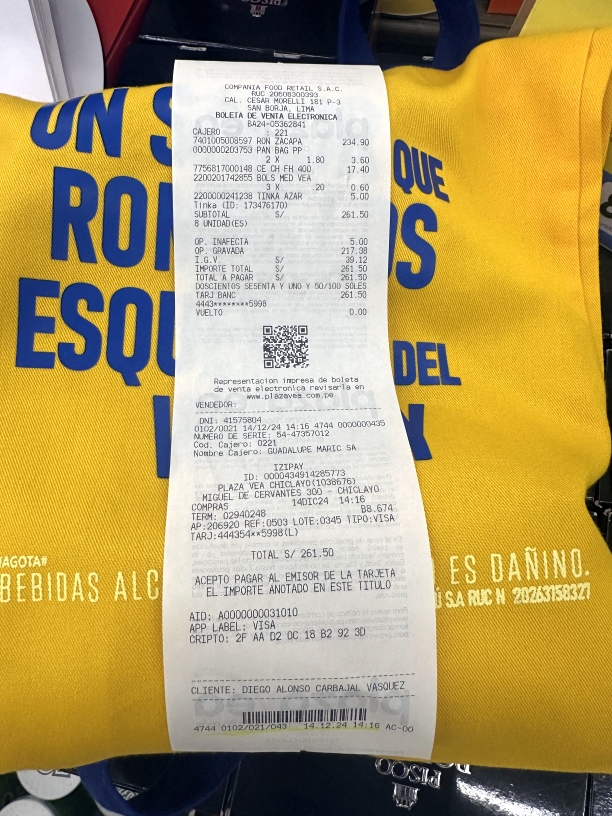 COMPANIA FOOD RETAIL S.A.C.
RUC 20608300393
CAL. CESAR MORELLI 181 P-3
SAN BORJA, LIMA
BOLETA DE VENTA ELECTRONICA
BA24-05362841
CAJERO : 221
7401005008597 RON ZACAPA 234.90
0000000203753 PAN BAG PP
2 X 1.80 3.60
7756817000148 CE CH FH 400 17.40
2200201742855 BOLS MED VEA
3 X 20 0.60
2200000241238 TINKA AZAR 5.00
Tinka (ID: 173476170)
SUBTOTAL S/ 261.50
8 UNIDAD(ES)
OP. INAFECTA 5.00
OP. GRAVADA 217.38
I.G.V. S/ 39.12
IMPORTE TOTAL S/ 261.50
TOTAL A PAGAR S/ 261.50
DOSCIENTOS SESENTA Y UNO Y 50/100 SOLES
TARJ BANC 261.50
4443********5998
VUELTO 0.00
Representacion impresa de boleta
de venta electronica revisarla en
www.plazavea.com.pe
VENDEDOR:
DNI: 41575804
0102/0021 14/12/24 14:16 4744 0000000435
NUMERO DE SERIE: 54-47357012
Cod. Cajero: 0221
Nombre Cajero: GUADALUPE MARIC SA
IZIPAY
ID: 0000434914285773
PLAZA VEA CHICLAYO(1038676)
MIGUEL DE CERVANTES 300 - CHICLAYO
COMPRAS 14DIC24 14:16
TERM: 02940248 B8.674
AP:206920 REF:0503 LOTE:0345 TIPO:VISA
TARJ:444354**5998(L)
TOTAL S/ 261.50
ACEPTO PAGAR AL EMISOR DE LA TARJETA
EL IMPORTE ANOTADO EN ESTE TITULO
AID: A0000000031010
APP LABEL: VISA
CRIPTO: 2F AA D2 0C 18 B2 92 3D
CLIENTE: DIEGO ALONSO CARBAJAL VASQUEZ
4744 0102/021/043 14.12.24 14:16 AC-00
UN S QUE
RON OS
ESQU DEL
BEBIDAS ALC ES DAÑINO.
S.A RUC N 20263158327
PISCO